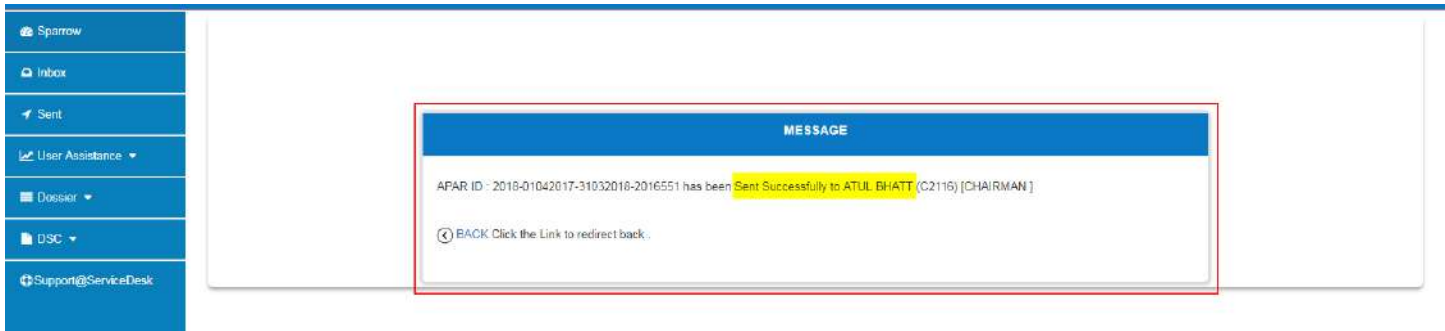 Sparrow
Inbox
Sent
User Assistance
Dossier
DSC
Support@ServiceDesk
MESSAGE
APAR ID : 2018-01042017-31032018-2016551 has been Sent Successfully to ATUL BHATT (C2116) [CHAIRMAN ]
BACK Click the Link to redirect back .